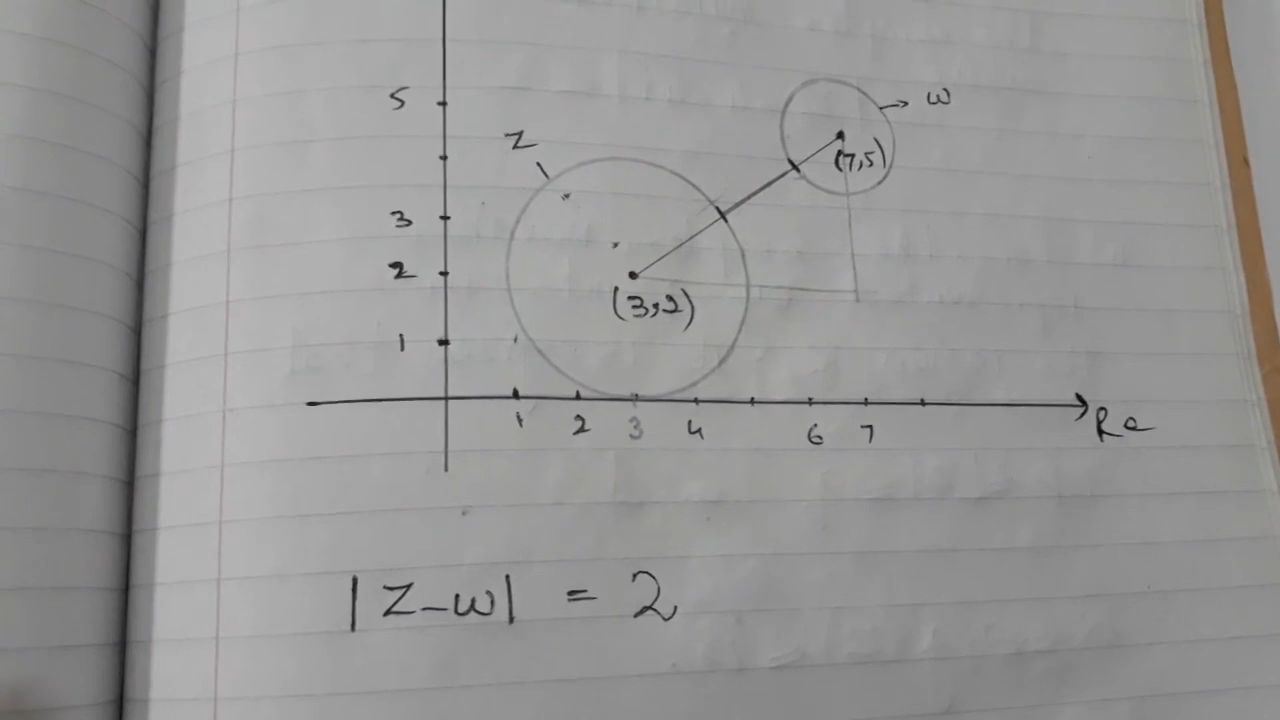 5
w
Z
(7,5)
3
2
(3,2)
1
1 2 3 4 6 7 Re
|Z-w| = 2